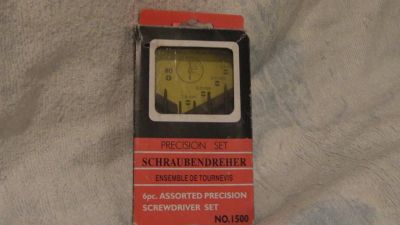 PRECISION SET
SCHRAUBENDREHER
ENSEMBLE DE TOURNEVIS
6pc. ASSORTED PRECISION
SCREWDRIVER SET
NO.1500